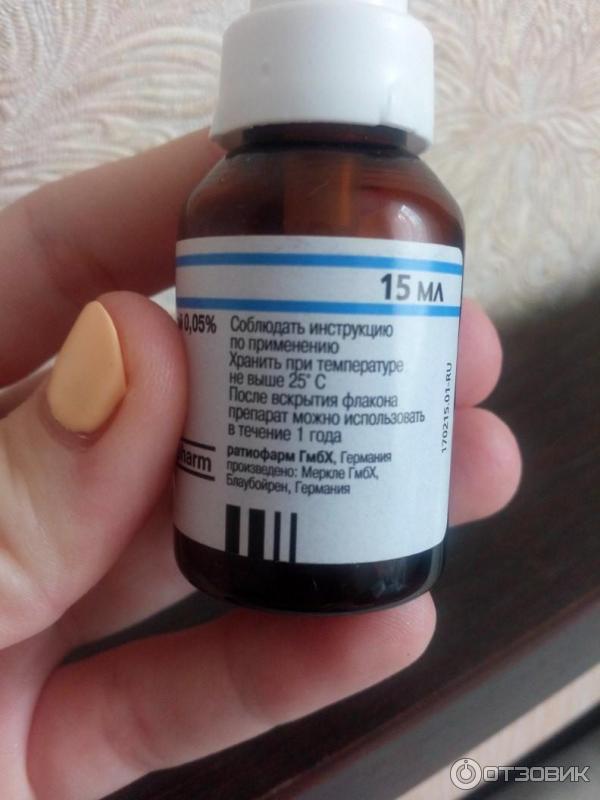 15 мл
0,05%
Соблюдать инструкцию
по применению
Хранить при температуре
не выше 25° С
После вскрытия флакона
препарат можно использовать
в течение 1 года
ратиофарм ГмбХ, Германия
произведено: Меркле ГмбХ,
Блаубойрен, Германия
harm
170215.01-RU
ОТЗОВИК